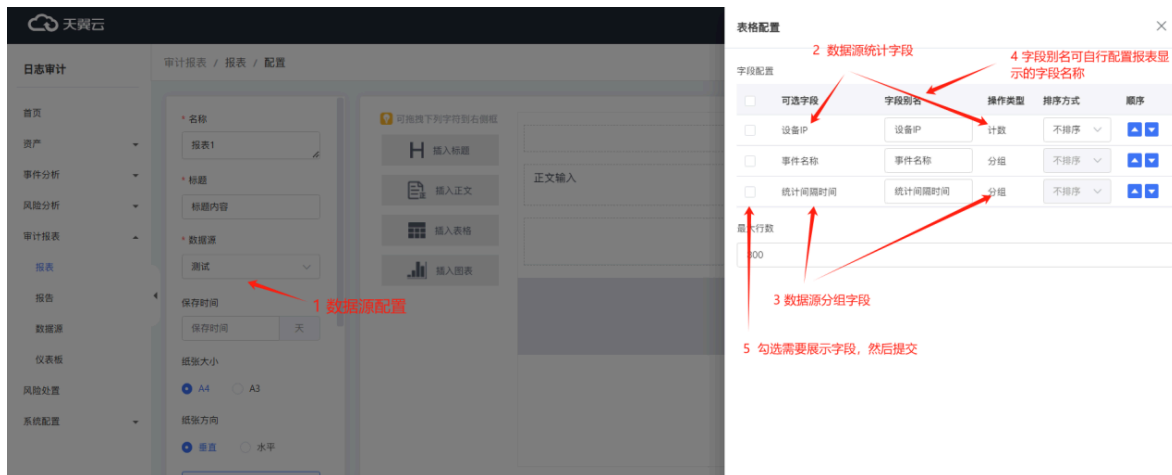 天翼云
日志审计
首页
资产
事件分析
风险分析
审计报表
报表
报告
数据源
仪表板
风险处置
系统配置
审计报表 / 报表 / 配置
* 名称
报表1
* 标题
标题内容
* 数据源
测试
1 数据源配置
保存时间
保存时间 天
纸张大小
A4 A3
纸张方向
垂直 水平
可拖拽下列字符到右侧框
插入标题
插入正文
插入表格
插入图表
正文输入
表格配置
2 数据源统计字段
4 字段别名可自行配置报表显
示的字段名称
字段配置
可选字段 字段别名 操作类型 排序方式 顺序
设备IP 设备IP 计数 不排序
事件名称 事件名称 分组 不排序
统计间隔时间 统计间隔时间 分组 不排序
最大行数
300
3 数据源分组字段
5 勾选需要展示字段，然后提交